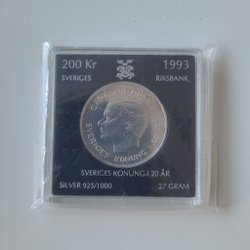 200 Kr 1993
SVERIGES RIKSBANK
SVERIGES KONUNG
SVERIGES KONUNG I 20 ÅR
SILVER 925/1000 27 GRAM